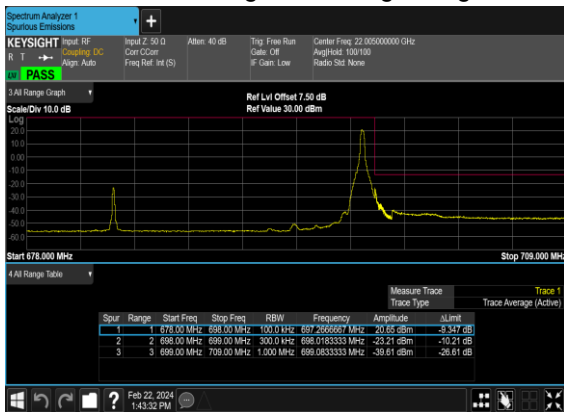 Spectrum Analyzer 1
Spurious Emissions
+
KEYSIGHT Input: RF Input Z: 50 Ω Atten: 40 dB Trig: Free Run Center Freq: 22.005000000 GHz
R T Coupling: DC Corr CCorr Gate: Off Avg|Hold: 100/100
Align: Auto Freq Ref: Int (S) IF Gain: Low Radio Std: None
PASS
3 All Range Graph
Ref Lvl Offset 7.50 dB
Scale/Div 10.0 dB Ref Value 30.00 dBm
Log
20.0
10.0
0.00
-10.0
-20.0
-30.0
-40.0
-50.0
-60.0
Start 678.000 MHz Stop 709.000 MHz
4 All Range Table
Measure Trace Trace 1
Trace Type Trace Average (Active)
Spur Range Start Freq Stop Freq RBW Frequency Amplitude ΔLimit
1 1 678.00 MHz 698.00 MHz 100.0 kHz 697.2666667 MHz 20.65 dBm -9.347 dB
2 2 698.00 MHz 699.00 MHz 300.0 kHz 698.0183333 MHz -23.21 dBm -10.21 dB
3 3 699.00 MHz 709.00 MHz 1.000 MHz 699.0833333 MHz -39.61 dBm -26.61 dB
? Feb 22, 2024
1:43:32 PM